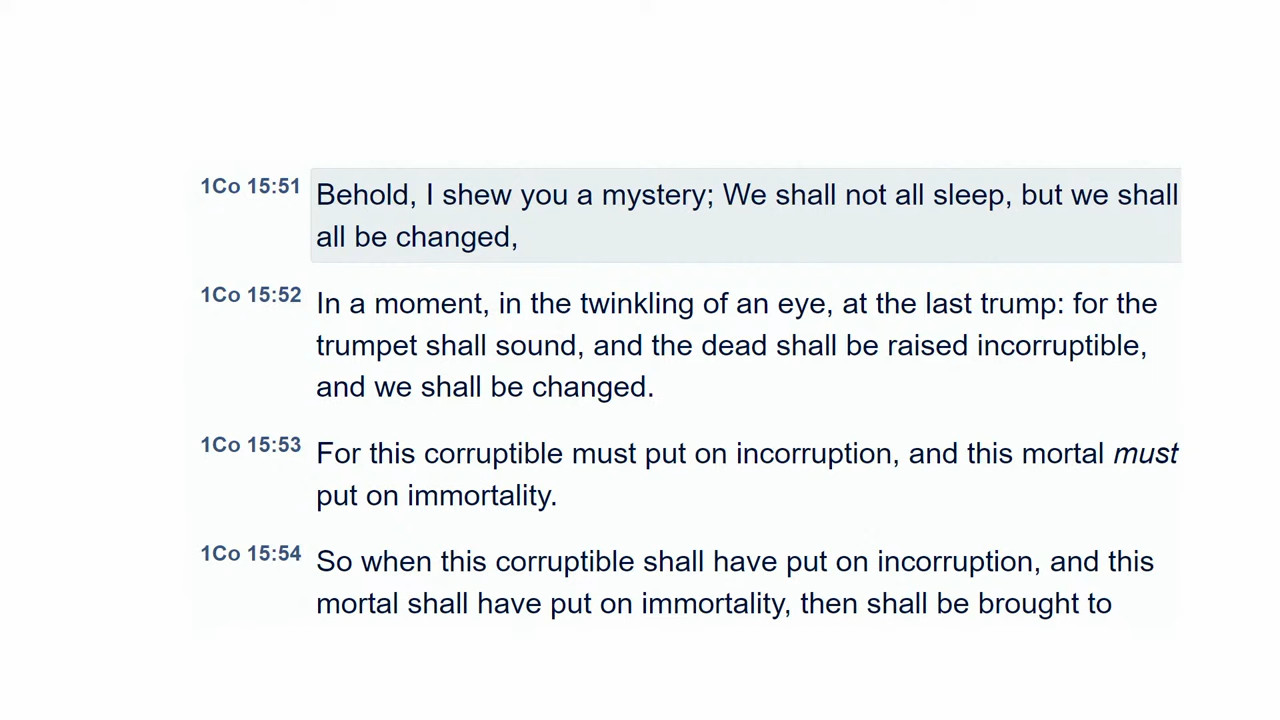 1Co 15:51 Behold, I shew you a mystery; We shall not all sleep, but we shall
all be changed,
1Co 15:52 In a moment, in the twinkling of an eye, at the last trump: for the
trumpet shall sound, and the dead shall be raised incorruptible,
and we shall be changed.
1Co 15:53 For this corruptible must put on incorruption, and this mortal must
put on immortality.
1Co 15:54 So when this corruptible shall have put on incorruption, and this
mortal shall have put on immortality, then shall be brought to